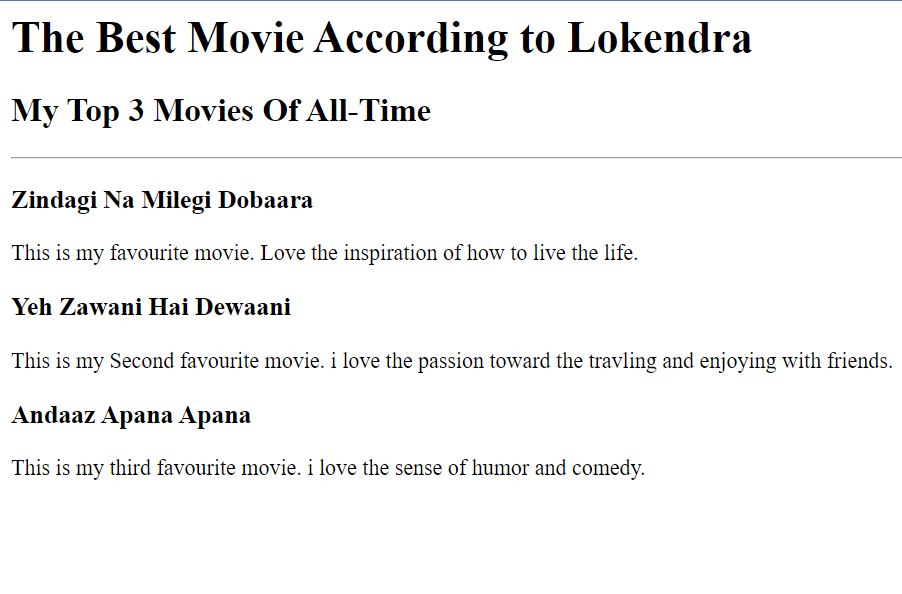 The Best Movie According to Lokendra
My Top 3 Movies Of All-Time
Zindagi Na Milegi Dobaara
This is my favourite movie. Love the inspiration of how to live the life.
Yeh Zawani Hai Dewaani
This is my Second favourite movie. i love the passion toward the travling and enjoying with friends.
Andaaz Apana Apana
This is my third favourite movie. i love the sense of humor and comedy.